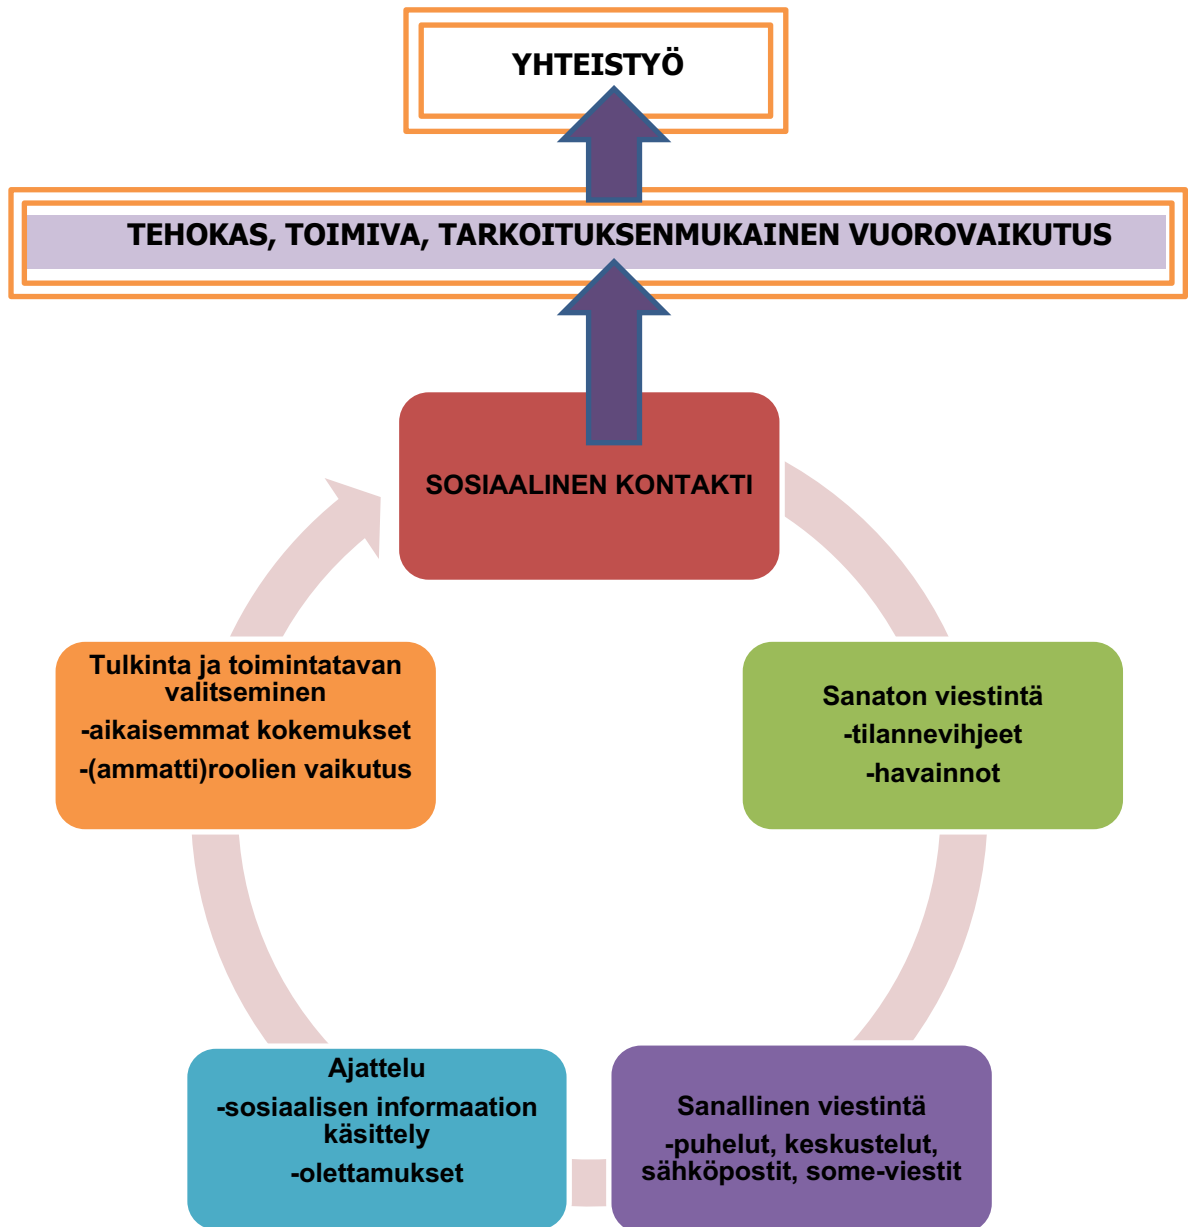 YHTEISTYÖ
TEHOKAS, TOIMIVA, TARKOITUKSENMUKAINEN VUOROVAIKUTUS
SOSIAALINEN KONTAKTI
Sanaton viestintä
-tilannevihjeet
-havainnot
Sanallinen viestintä
-puhelut, keskustelut,
sähköpostit, some-viestit
Ajattelu
-sosiaalisen informaation
käsittely
-olettamukset
Tulkinta ja toimintatavan
valitseminen
-aikaisemmat kokemukset
-(ammatti)roolien vaikutus